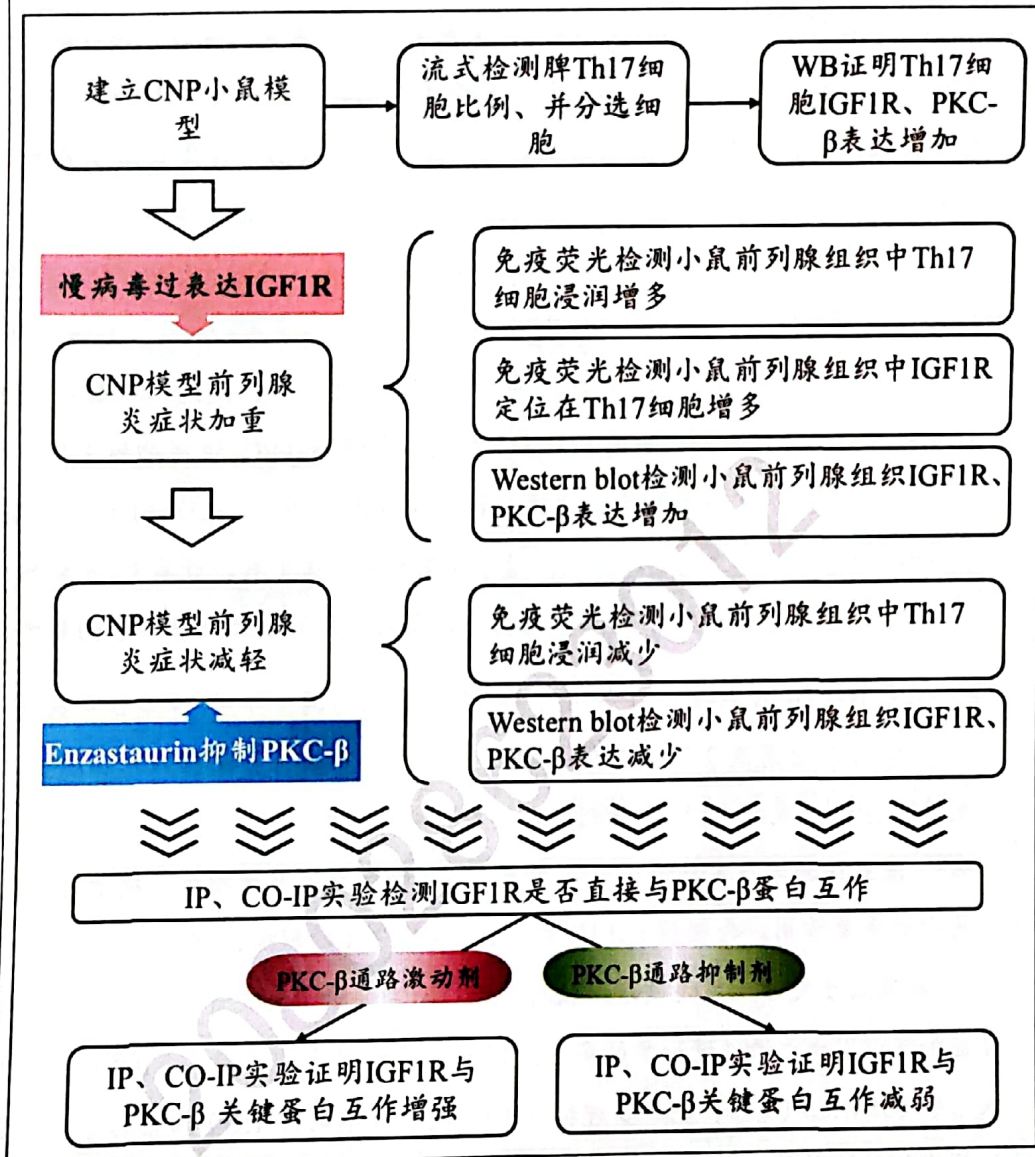 建立CNP小鼠模
型
流式检测脾Th17细
胞比例、并分选细
胞
WB证明Th17细
胞IGF1R、PKC-
β表达增加
慢病毒过表达IGF1R
CNP模型前列腺
炎症状加重
免疫荧光检测小鼠前列腺组织中Th17
细胞浸润增多
免疫荧光检测小鼠前列腺组织中IGF1R
定位在Th17细胞增多
Western blot检测小鼠前列腺组织IGF1R、
PKC-β表达增加
CNP模型前列腺
炎症状减轻
Enzastaurin抑制PKC-β
免疫荧光检测小鼠前列腺组织中Th17
细胞浸润减少
Western blot检测小鼠前列腺组织IGF1R、
PKC-β表达减少
IP、CO-IP实验检测IGF1R是否直接与PKC-β蛋白互作
PKC-β通路激动剂
PKC-β通路抑制剂
IP、CO-IP实验证明IGF1R与
PKC-β 关键蛋白互作增强
IP、CO-IP实验证明IGF1R与
PKC-β关键蛋白互作减弱